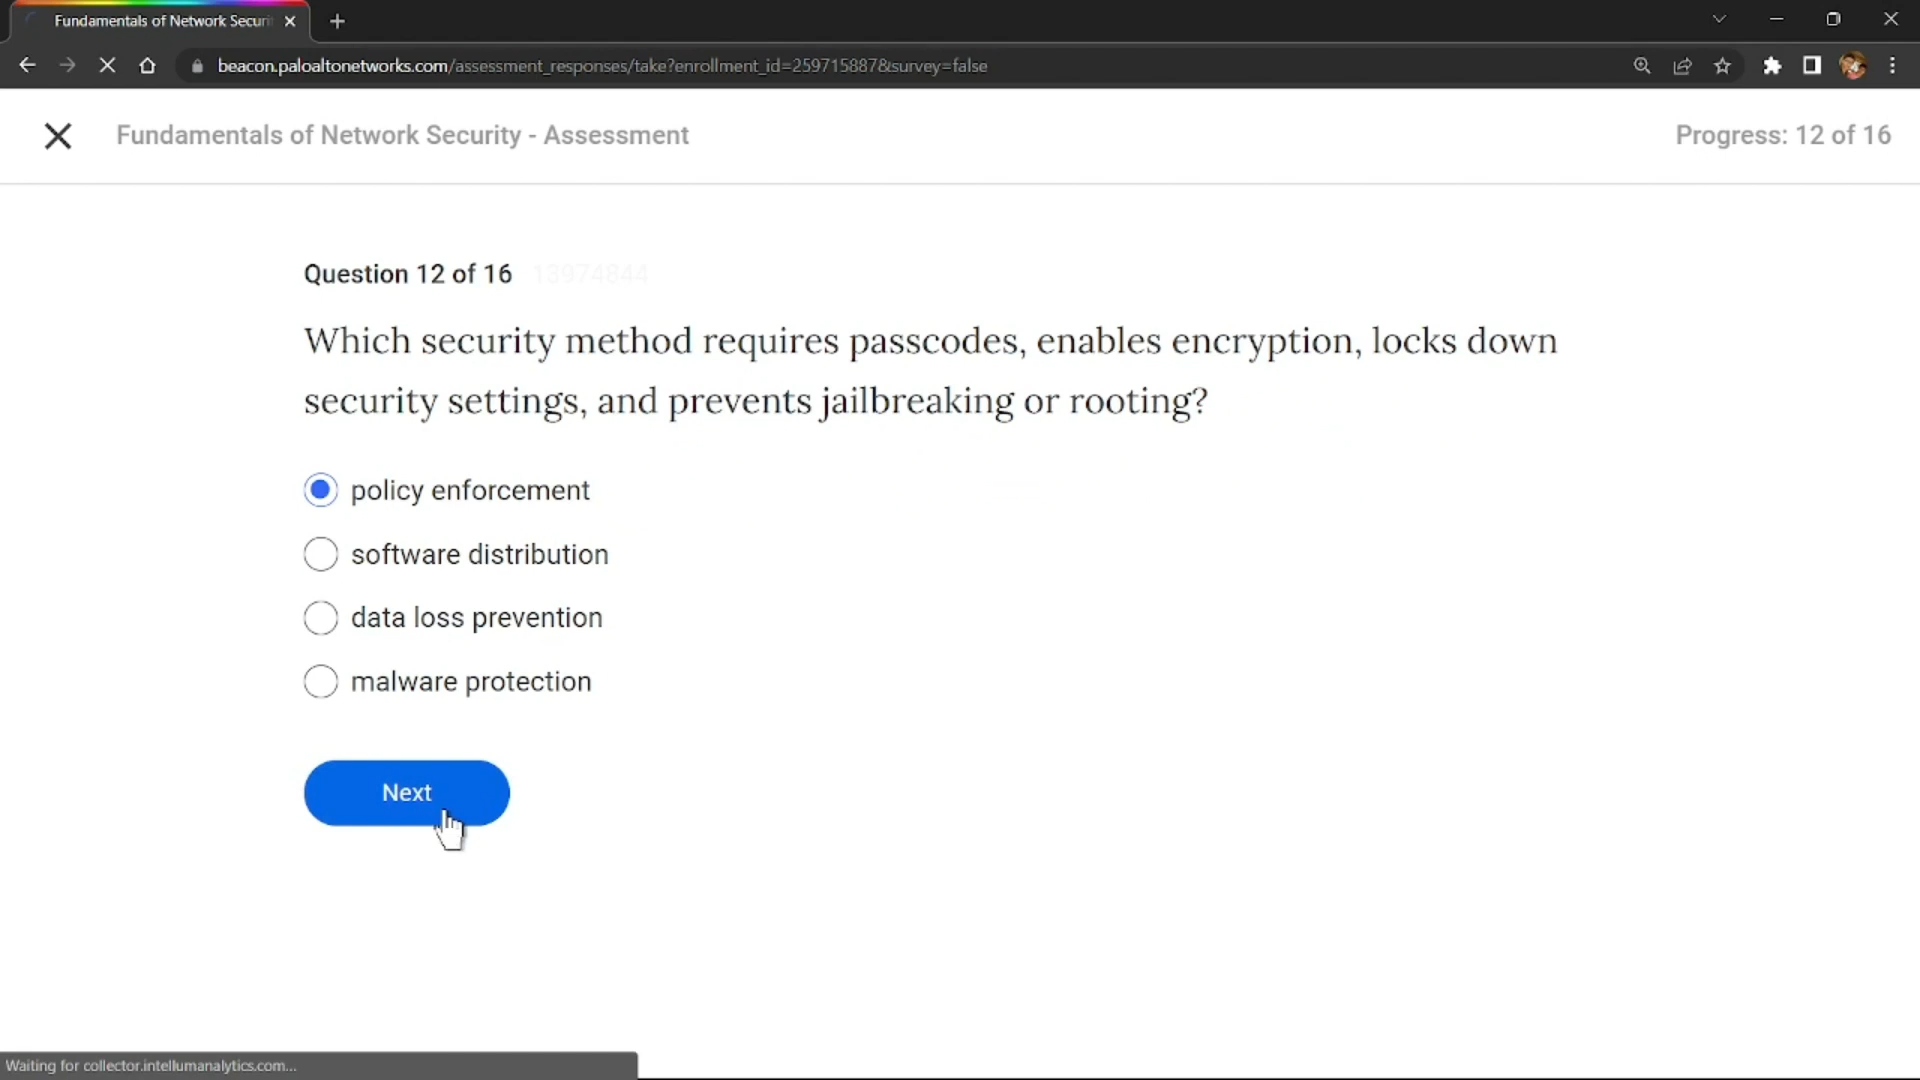 Fundamentals of Network Securi
beacon.paloaltonetworks.com/assessment_responses/take?enrollment_id=259715887&survey=false
Fundamentals of Network Security - Assessment
Progress: 12 of 16
Question 12 of 16 13974844
Which security method requires passcodes, enables encryption, locks down
security settings, and prevents jailbreaking or rooting?
policy enforcement
software distribution
data loss prevention
malware protection
Next
Waiting for collector.intellumanalytics.com...